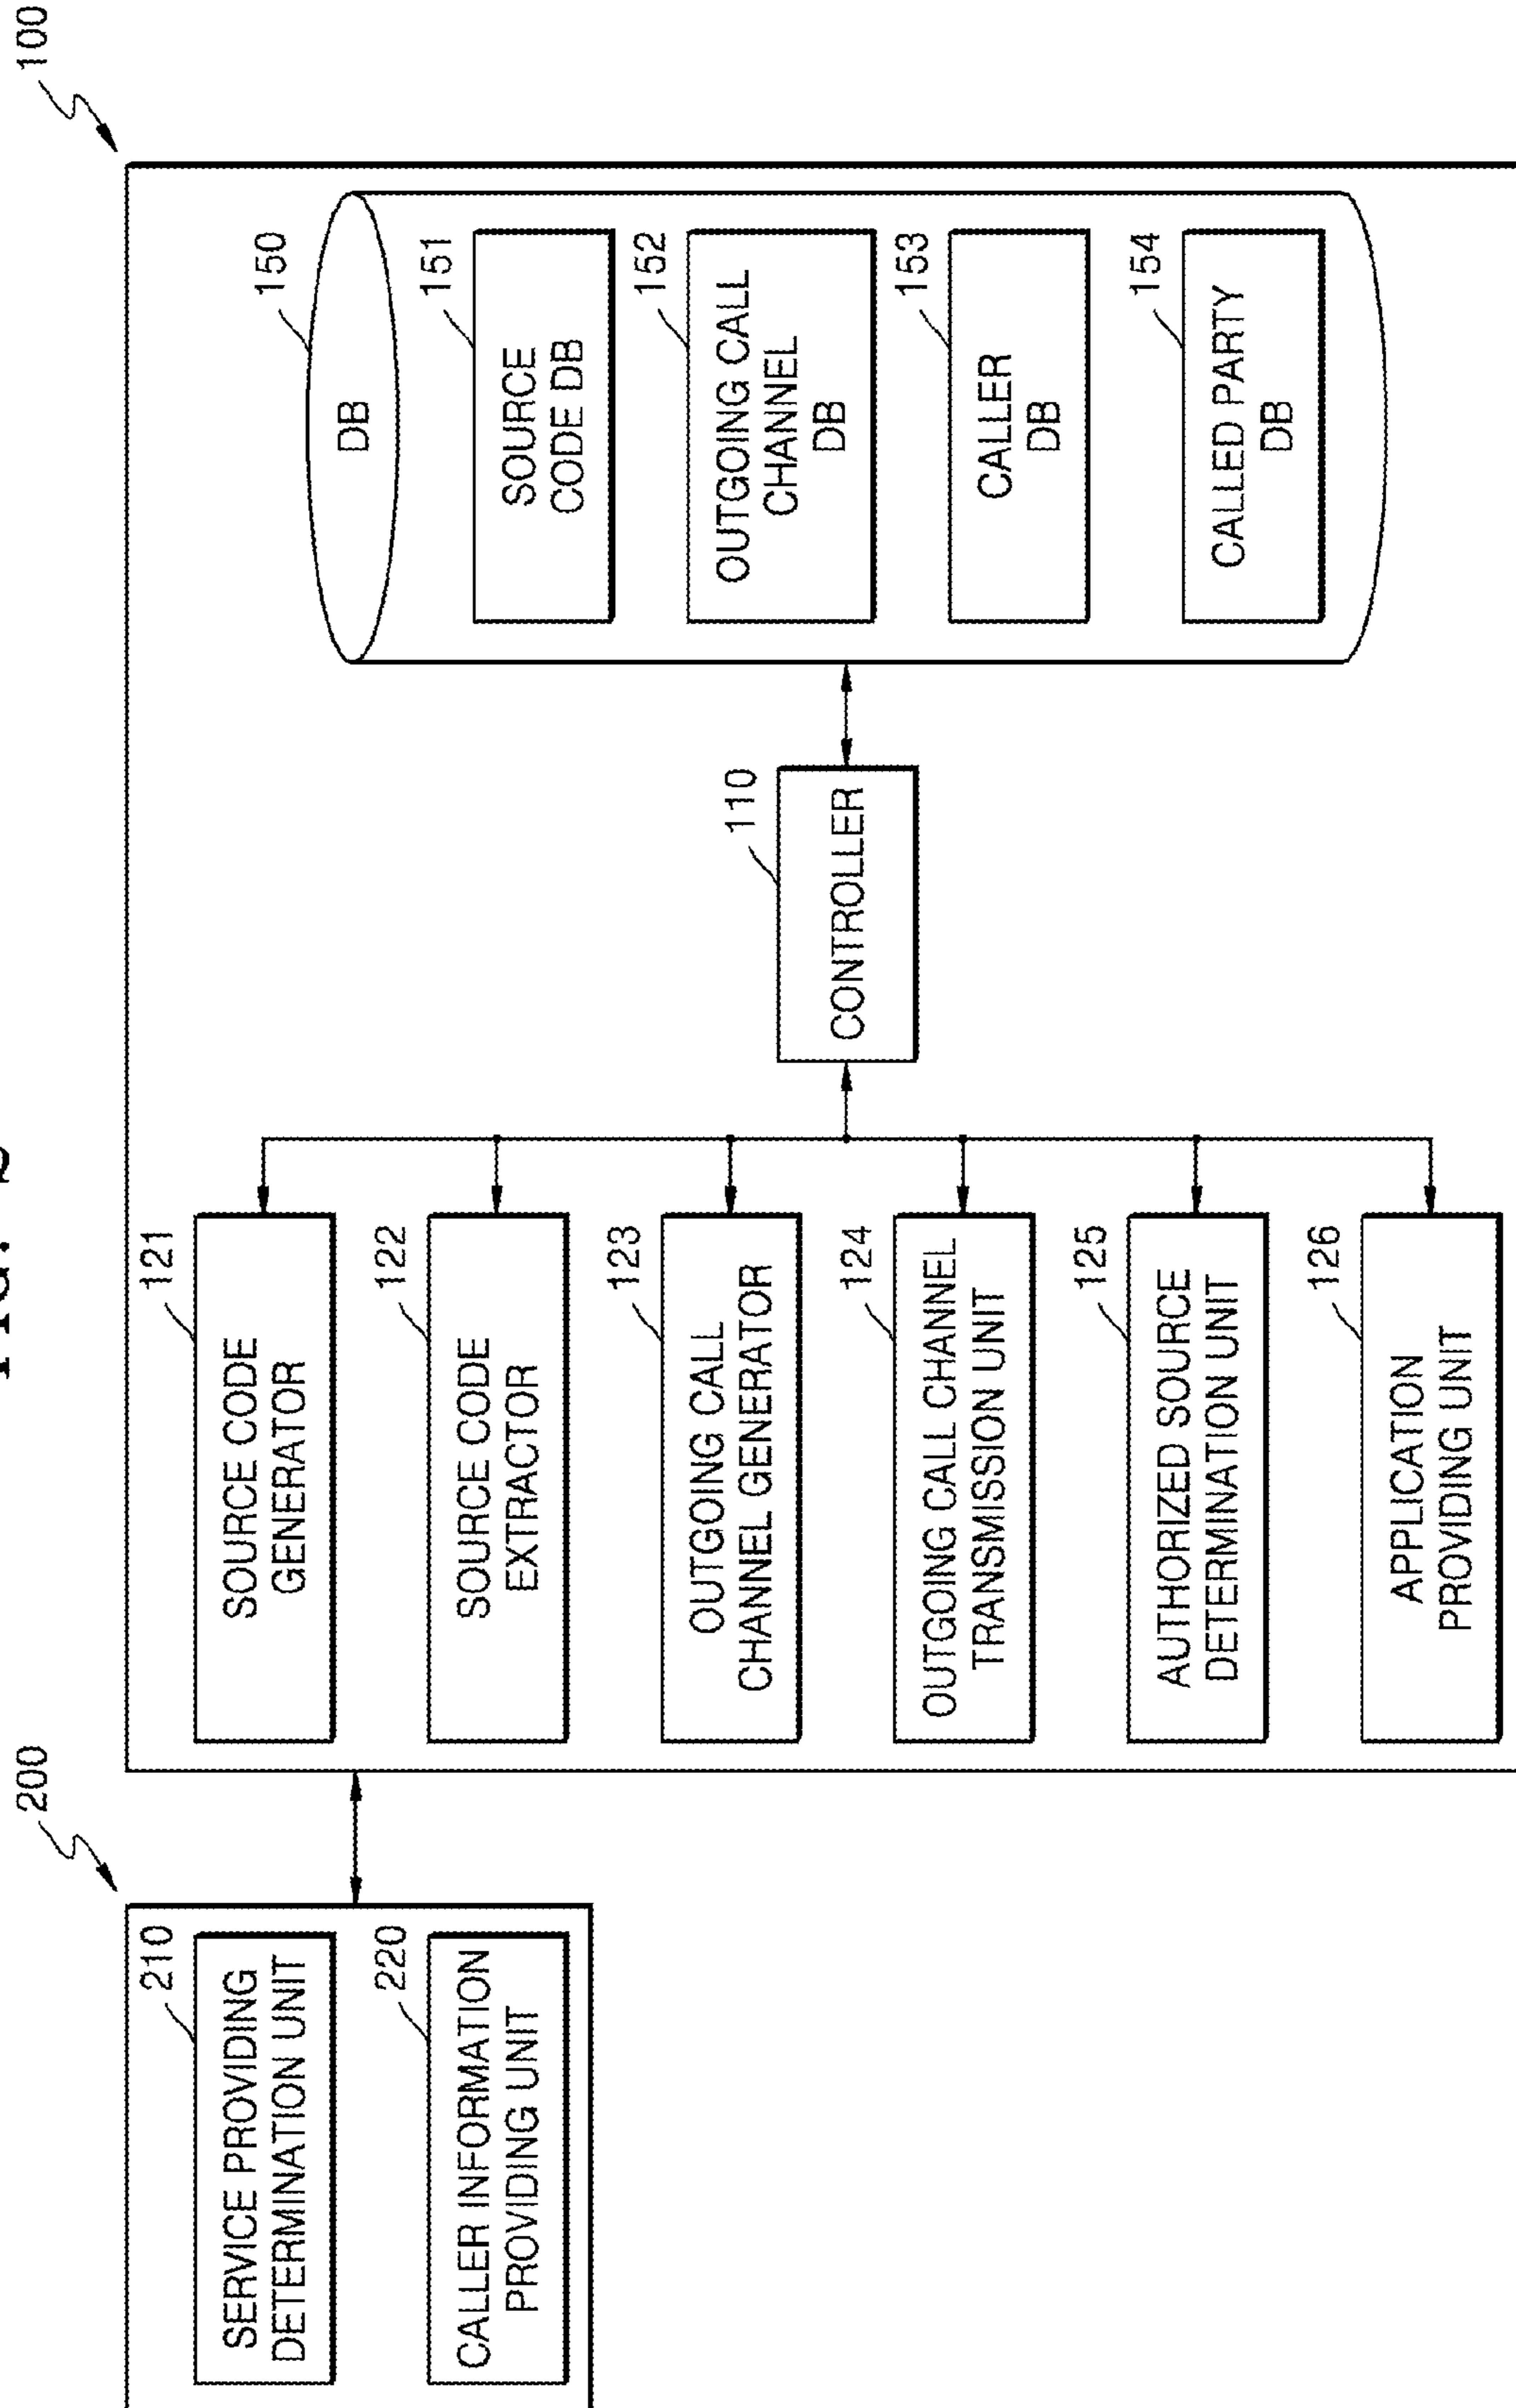 200
100
210
SERVICE PROVIDING
DETERMINATION UNIT
220
CALLER INFORMATION
PROVIDING UNIT
121
SOURCE CODE
GENERATOR
122
SOURCE CODE
EXTRACTOR
123
OUTGOING CALL
CHANNEL GENERATOR
124
OUTGOING CALL CHANNEL
TRANSMISSION UNIT
125
AUTHORIZED SOURCE
DETERMINATION UNIT
126
APPLICATION
PROVIDING UNIT
110
CONTROLLER
150
DB
151
SOURCE
CODE DB
152
OUTGOING CALL
CHANNEL
DB
153
CALLER
DB
154
CALLED PARTY
DB